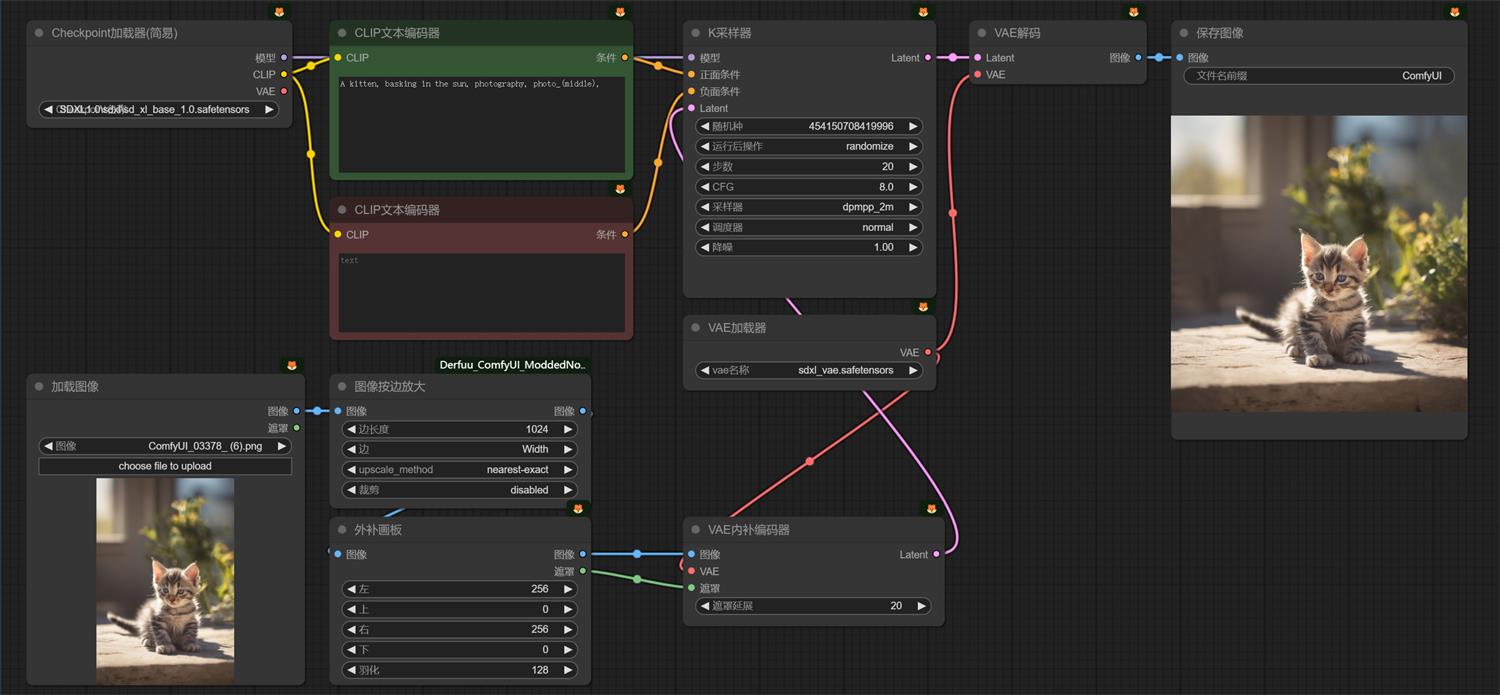 Checkpoint加载器(简易)
模型
CLIP
VAE
SDXL_1.0\sdxl\sd_xl_base_1.0.safetensors
CLIP文本编码器
CLIP
条件
A kitten, basking in the sun, photography, photo_(middle),
CLIP文本编码器
CLIP
条件
text
K采样器
模型
Latent
正面条件
负面条件
Latent
随机种 454150708419996
运行后操作 randomize
步数 20
CFG 8.0
采样器 dpmpp_2m
调度器 normal
降噪 1.00
VAE解码
Latent
图像
VAE
保存图像
图像
文件名前缀 ComfyUI
VAE加载器
VAE
vae名称 sdxl_vae.safetensors
加载图像
图像
遮罩
图像 ComfyUI_03378_ (6).png
choose file to upload
Derfuu_ComfyUI_ModdedNo..
图像按边放大
图像
图像
边长度 1024
边 Width
upscale_method nearest-exact
裁剪 disabled
外补画板
图像
图像
遮罩
左 256
上 0
右 256
下 0
羽化 128
VAE内补编码器
图像
Latent
VAE
遮罩
遮罩延展 20